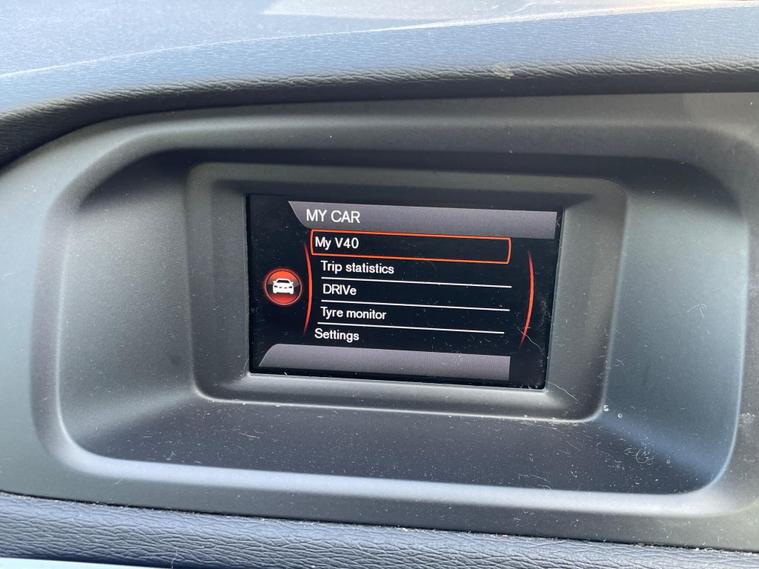 MY CAR
My V40
Trip statistics
DRIVe
Tyre monitor
Settings